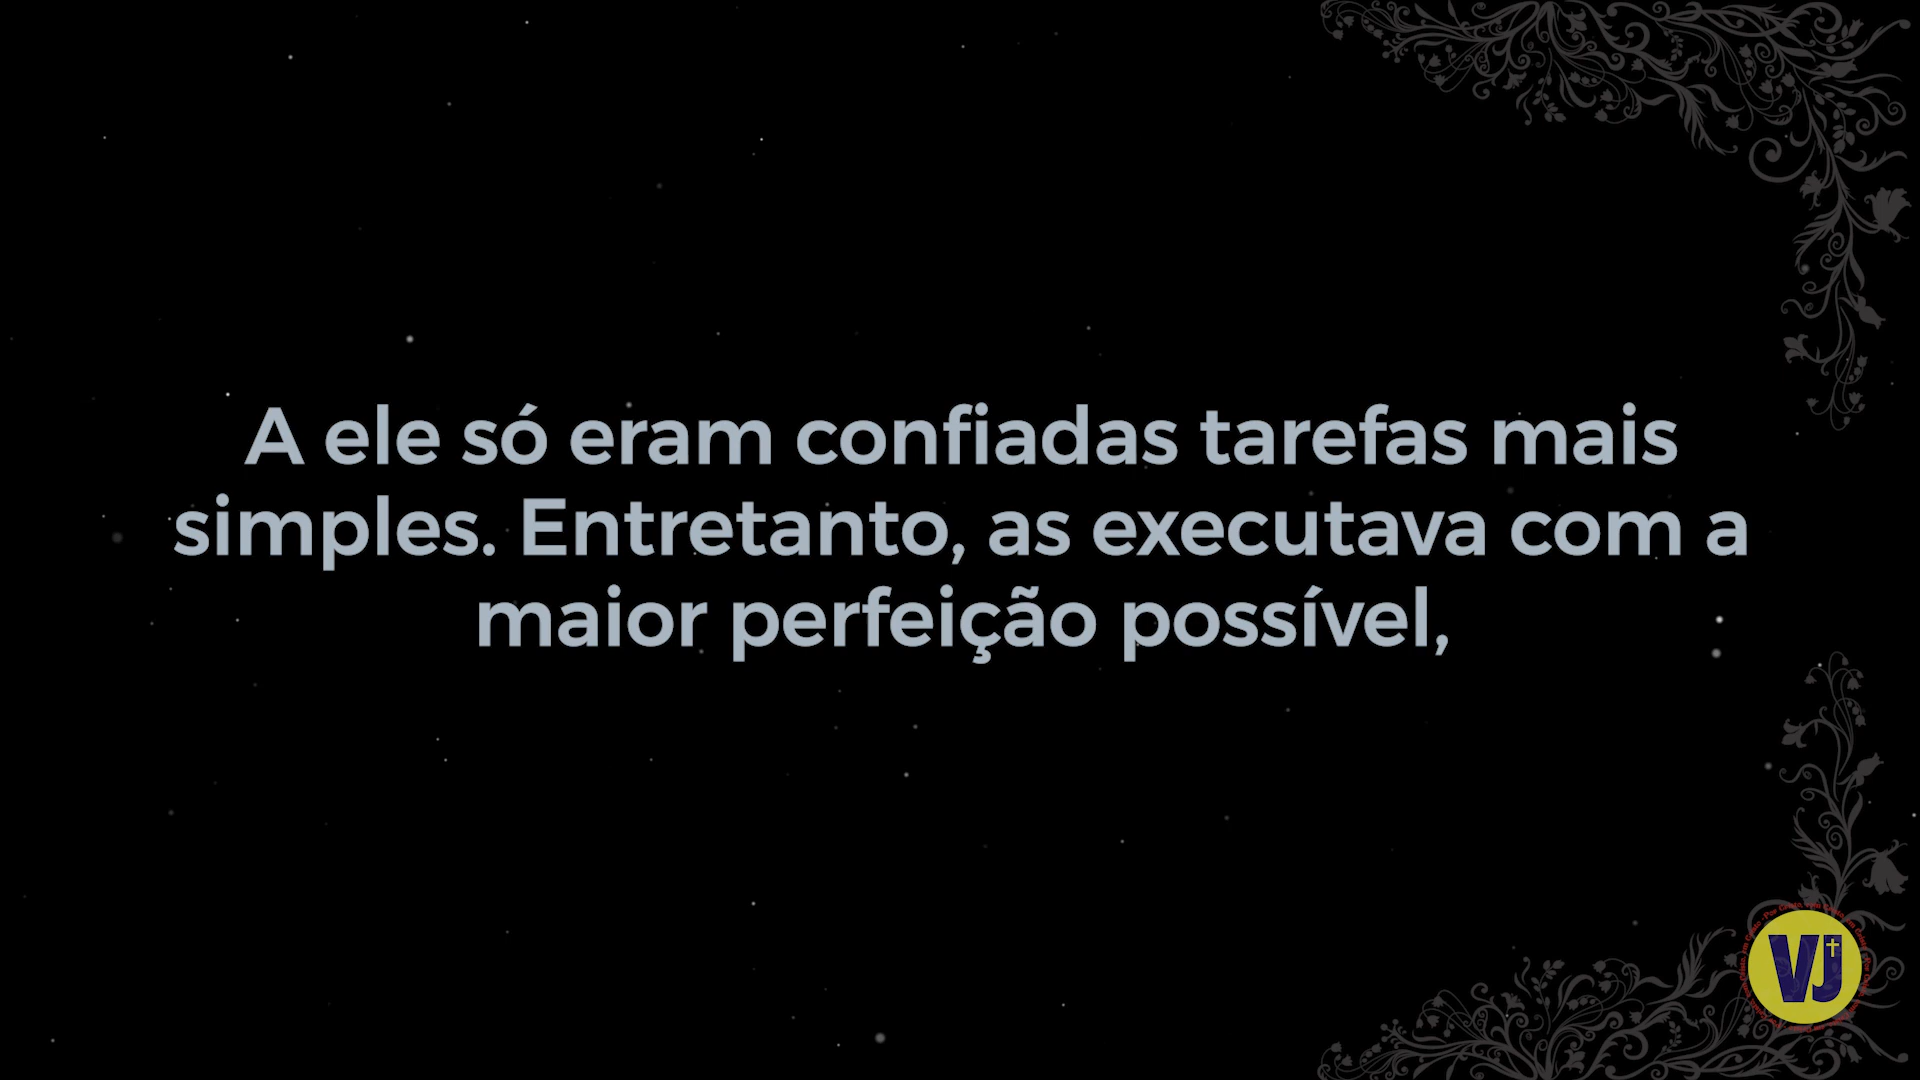 A ele só eram confiadas tarefas mais
simples. Entretanto, as executava com a
maior perfeição possível,
VJ